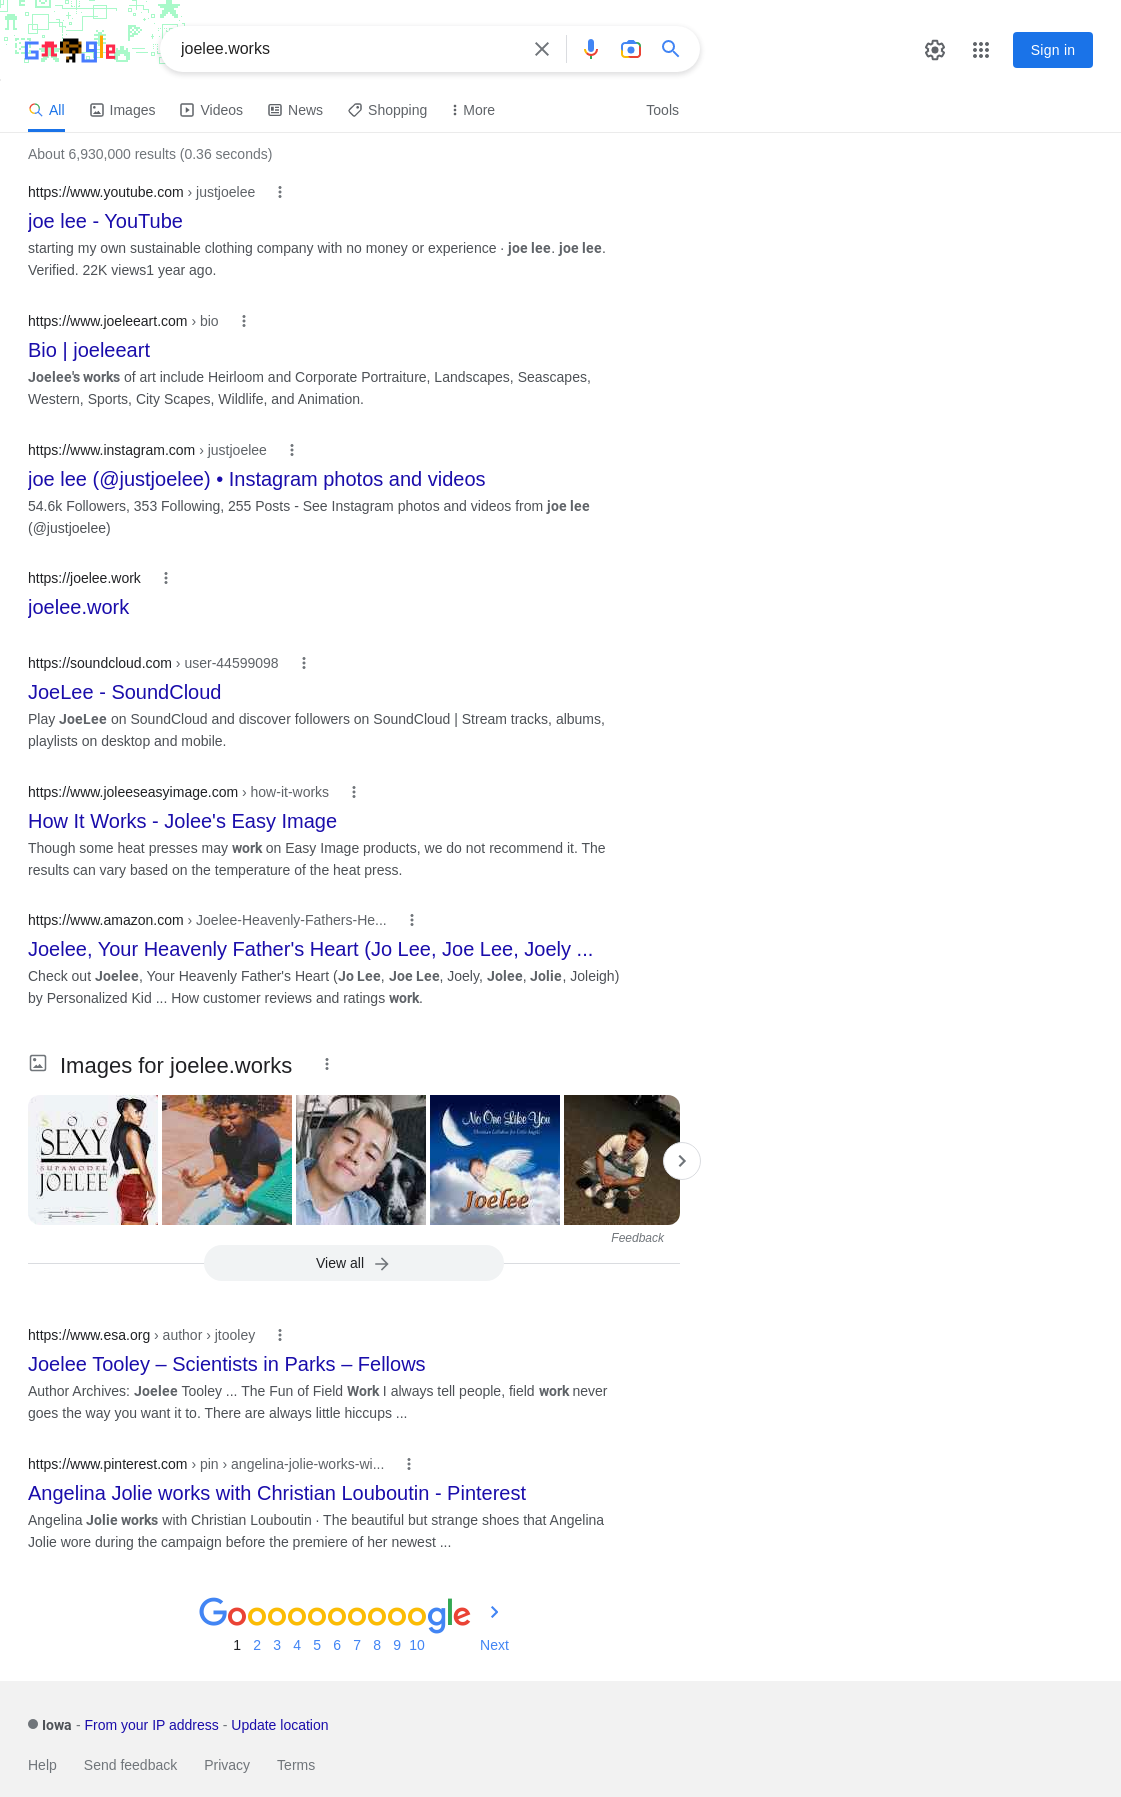 Google
joelee.works
Sign in
All
Images
Videos
News
Shopping
More
Tools
About 6,930,000 results (0.36 seconds)
https://www.youtube.com › justjoelee
joe lee - YouTube
starting my own sustainable clothing company with no money or experience · joe lee. joe lee.
Verified. 22K views1 year ago.
https://www.joeleeart.com › bio
Bio | joeleeart
Joelee's works of art include Heirloom and Corporate Portraiture, Landscapes, Seascapes,
Western, Sports, City Scapes, Wildlife, and Animation.
https://www.instagram.com › justjoelee
joe lee (@justjoelee) • Instagram photos and videos
54.6k Followers, 353 Following, 255 Posts - See Instagram photos and videos from joe lee
(@justjoelee)
https://joelee.work
joelee.work
https://soundcloud.com › user-44599098
JoeLee - SoundCloud
Play JoeLee on SoundCloud and discover followers on SoundCloud | Stream tracks, albums,
playlists on desktop and mobile.
https://www.joleeseasyimage.com › how-it-works
How It Works - Jolee's Easy Image
Though some heat presses may work on Easy Image products, we do not recommend it. The
results can vary based on the temperature of the heat press.
https://www.amazon.com › Joelee-Heavenly-Fathers-He...
Joelee, Your Heavenly Father's Heart (Jo Lee, Joe Lee, Joely ...
Check out Joelee, Your Heavenly Father's Heart (Jo Lee, Joe Lee, Joely, Jolee, Jolie, Joleigh)
by Personalized Kid ... How customer reviews and ratings work.
Images for joelee.works
SOO
SEXY
SUPAMODEL
JOELEE
No One Like You
Christian Lullabies for Little Angels
Joelee
Feedback
View all
https://www.esa.org › author › jtooley
Joelee Tooley – Scientists in Parks – Fellows
Author Archives: Joelee Tooley ... The Fun of Field Work I always tell people, field work never
goes the way you want it to. There are always little hiccups ...
https://www.pinterest.com › pin › angelina-jolie-works-wi...
Angelina Jolie works with Christian Louboutin - Pinterest
Angelina Jolie works with Christian Louboutin · The beautiful but strange shoes that Angelina
Jolie wore during the campaign before the premiere of her newest ...
Goooooooooogle
1 2 3 4 5 6 7 8 9 10 Next
Iowa - From your IP address - Update location
Help Send feedback Privacy Terms